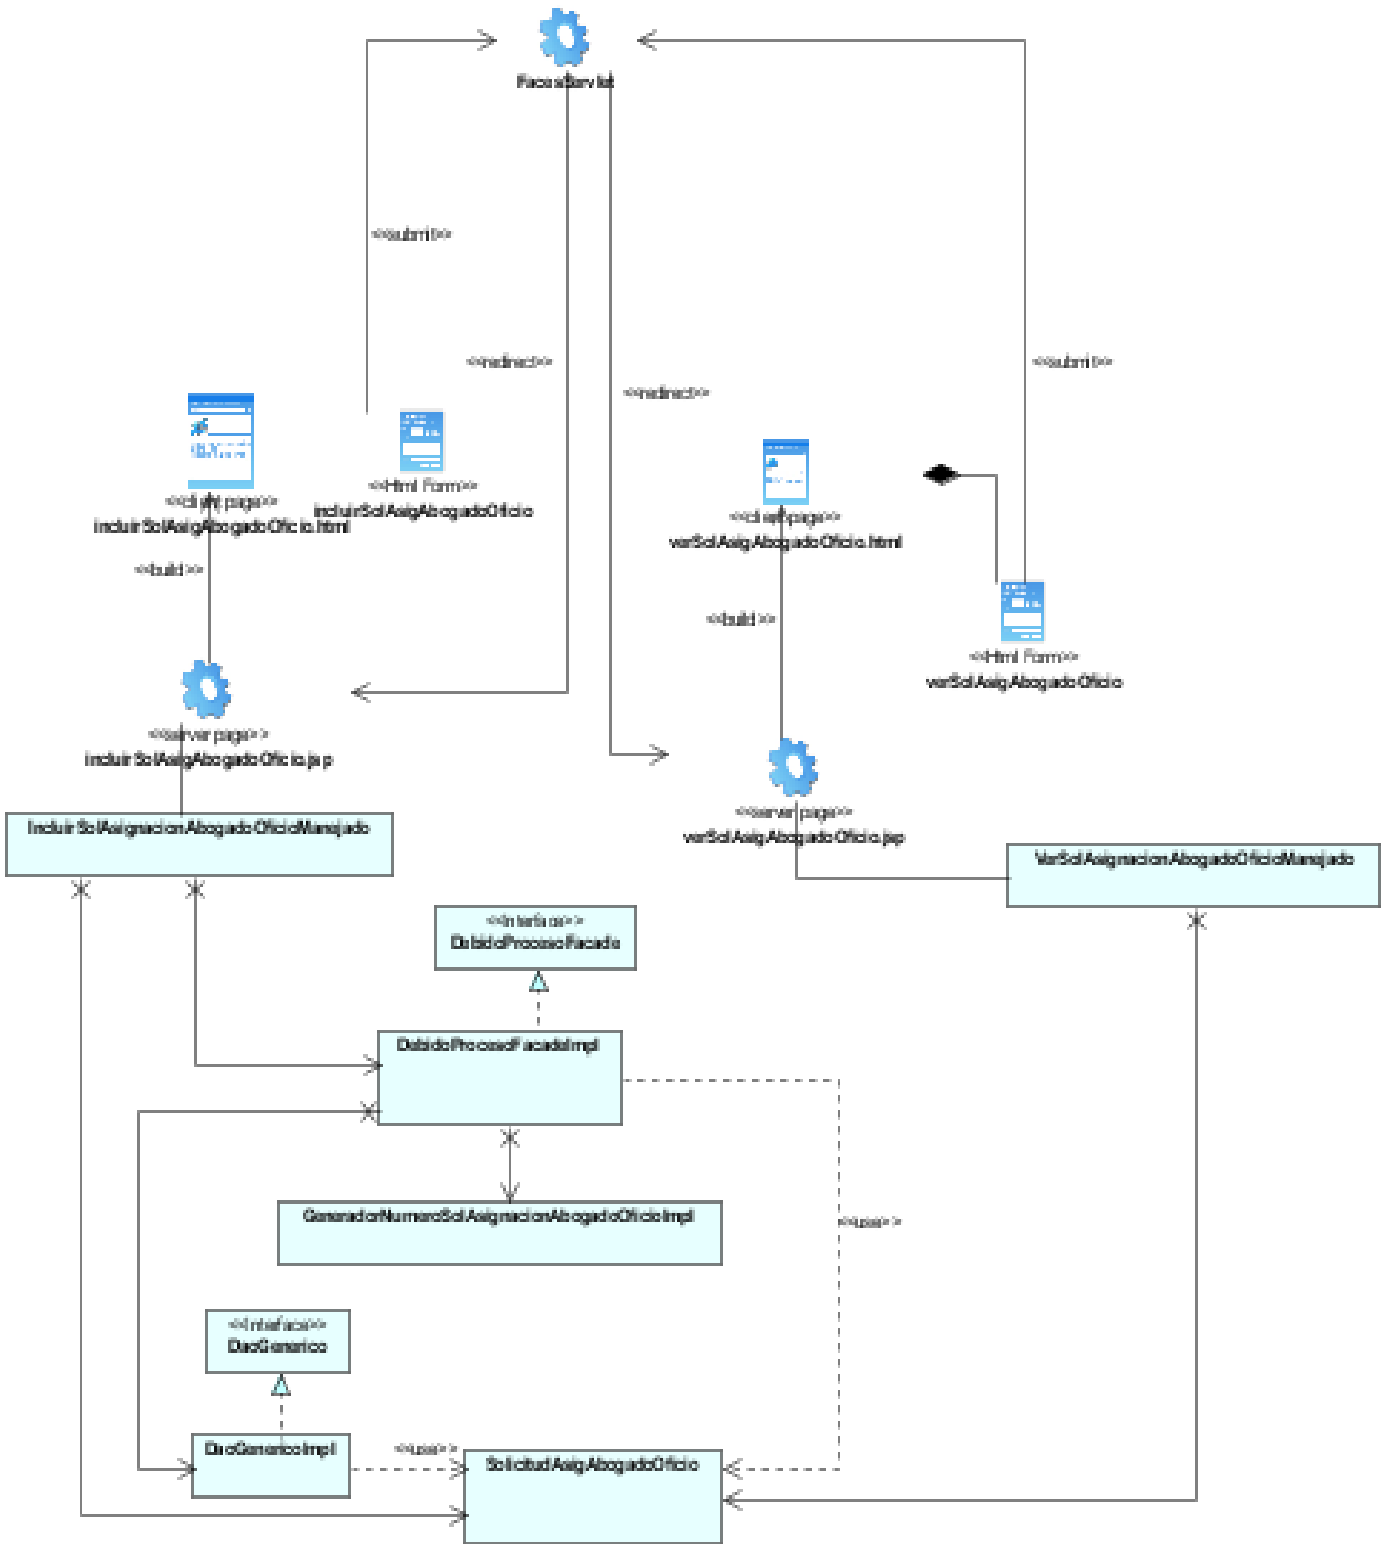 FacesServlet
<<submit>>
<<redirect>>
<<submit>>
<<redirect>>
<<client page>>
incluirSolAsigAbogadoOficio.html
<<Html Form>>
incluirSolAsigAbogadoOficio
<<client page>>
verSolAsigAbogadoOficio.html
<<build>>
<<build>>
<<Html Form>>
verSolAsigAbogadoOficio
<<server page>>
incluirSolAsigAbogadoOficio.jsp
<<server page>>
verSolAsigAbogadoOficio.jsp
IncluirSolAsignacionAbogadoOficioManejado
VerSolAsignacionAbogadoOficioManejado
<<Interface>>
DebidoProcesoFacade
DebidoProcesoFacadeImpl
GeneradorNumeroSolAsignacionAbogadoOficioImpl
<<use>>
<<Interface>>
DaoGenerico
DaoGenericoImpl
<<use>>
SolicitudAsigAbogadoOficio